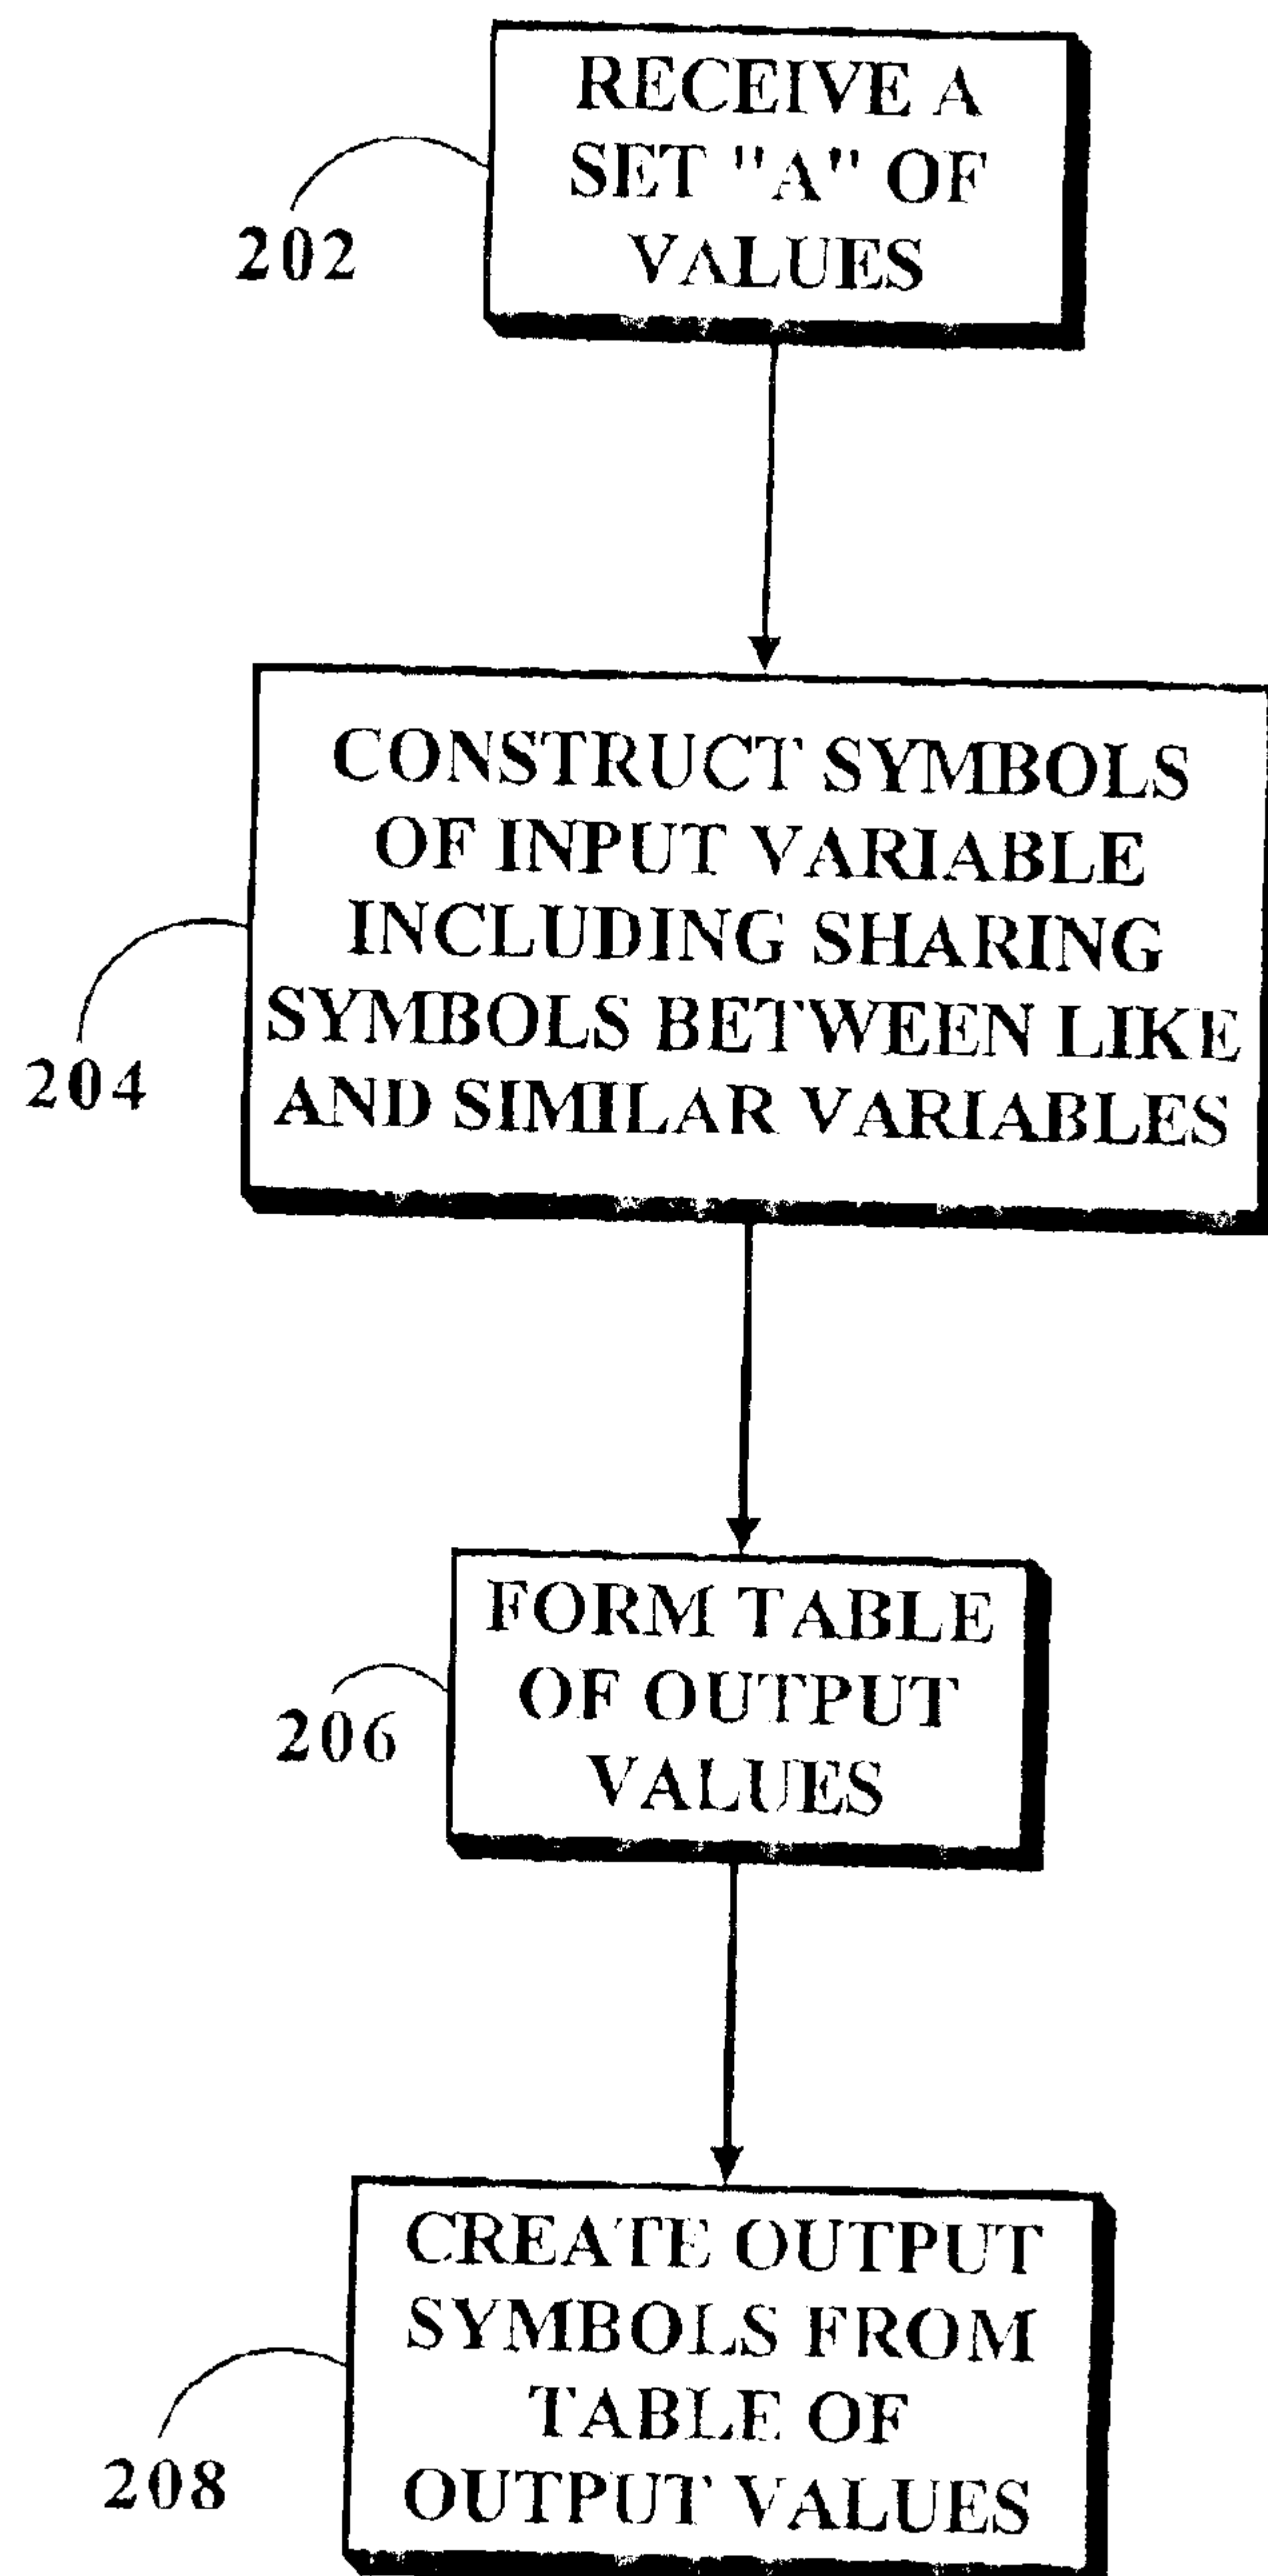 RECEIVE A
SET "A" OF
VALUES
202
CONSTRUCT SYMBOLS
OF INPUT VARIABLE
INCLUDING SHARING
SYMBOLS BETWEEN LIKE
AND SIMILAR VARIABLES
204
FORM TABLE
OF OUTPUT
VALUES
206
CREATE OUTPUT
SYMBOLS FROM
TABLE OF
OUTPUT VALUES
208